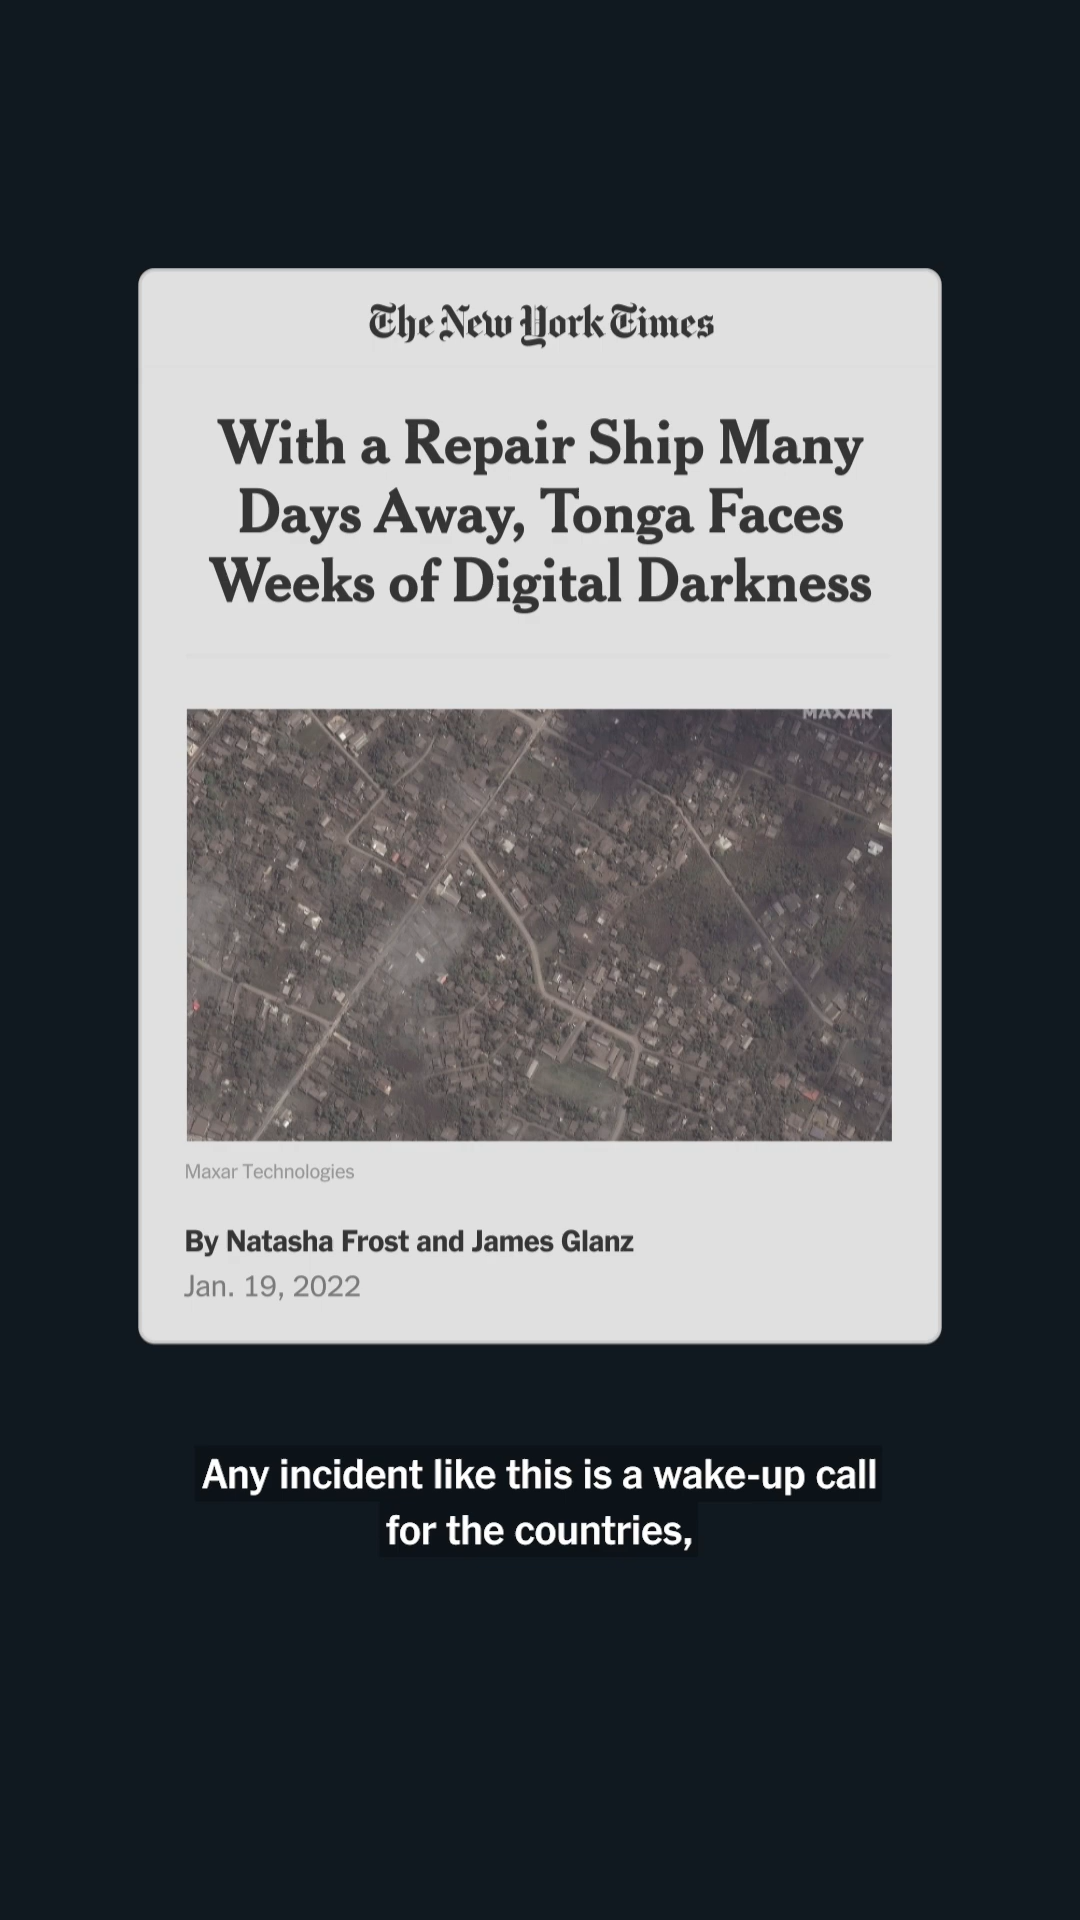 The New York Times
With a Repair Ship Many
Days Away, Tonga Faces
Weeks of Digital Darkness
MAXAR
Maxar Technologies
By Natasha Frost and James Glanz
Jan. 19, 2022
Any incident like this is a wake-up call
for the countries,